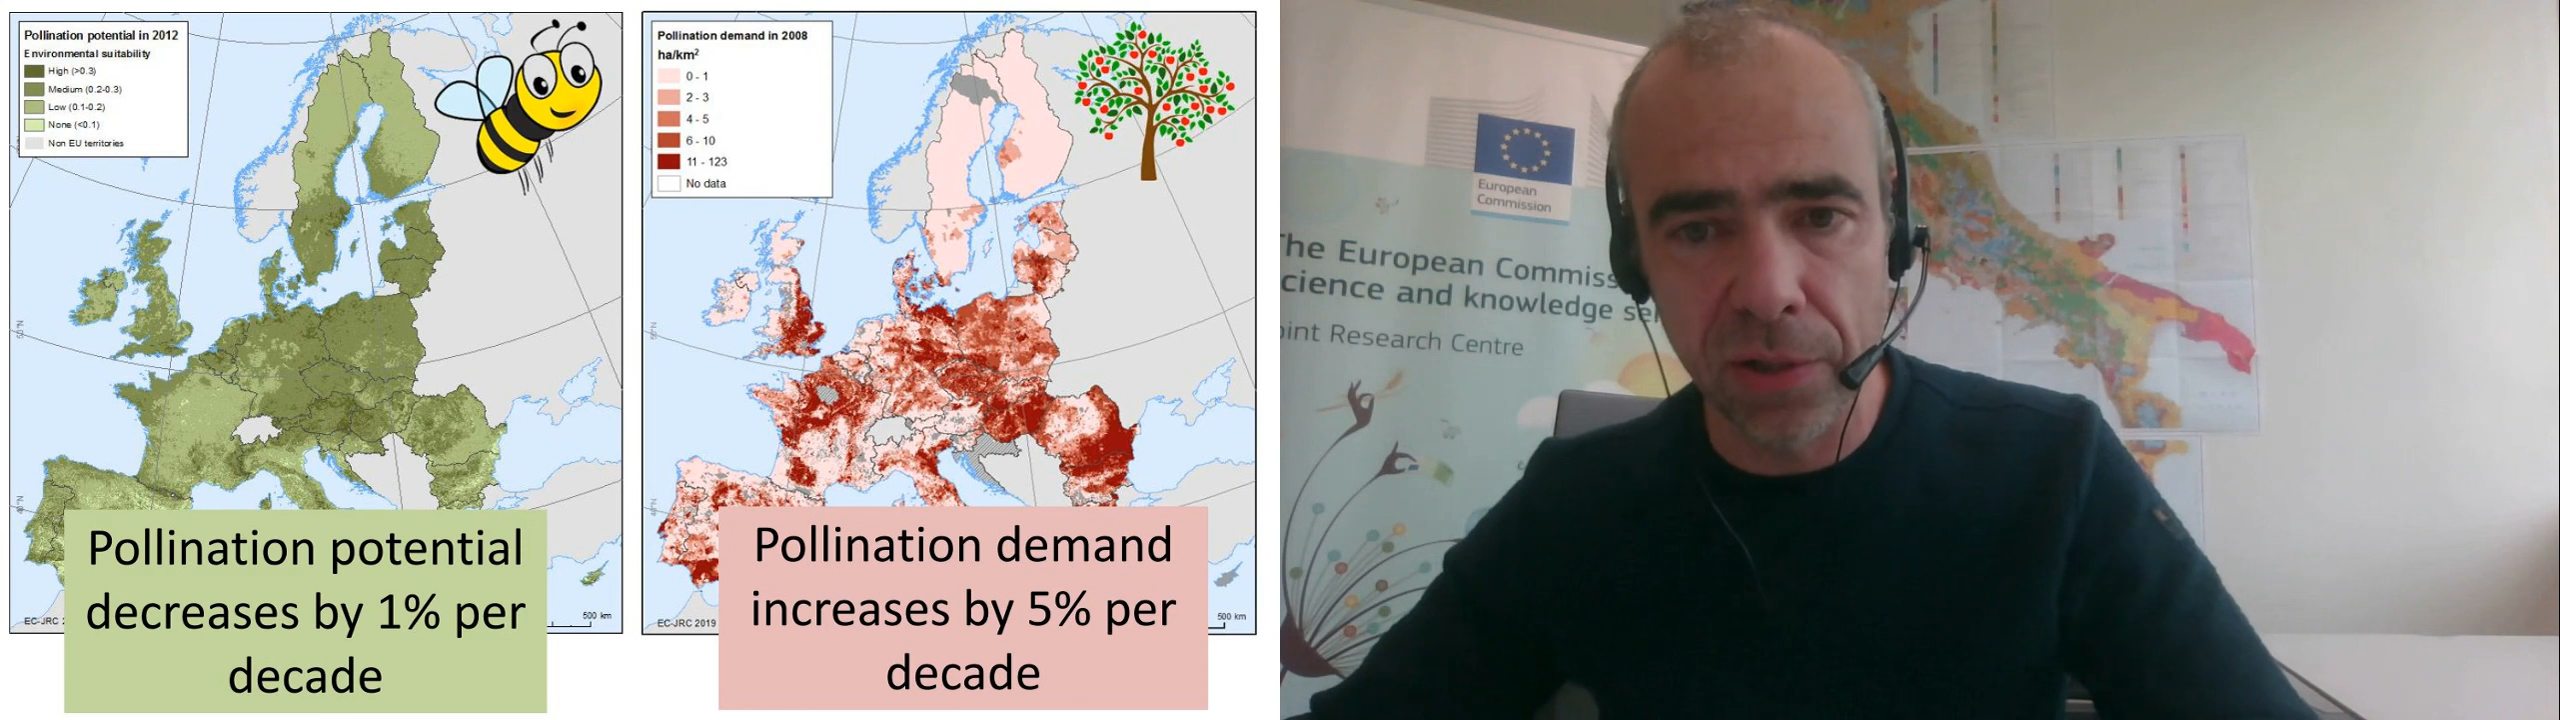 Pollination potential in 2012
Environmental suitability
High (>0.3)
Medium (0.2-0.3)
Low (0.1-0.2)
None (<0.1)
Non EU territories
500 km
EC-JRC
Pollination potential
decreases by 1% per
decade
Pollination demand in 2008
ha/km²
0 - 1
2 - 3
4 - 5
6 - 10
11 - 123
No data
500 km
EC-JRC 2019
Pollination demand
increases by 5% per
decade
European
Commission
he European Commiss
cience and knowledge se
oint Research Centre